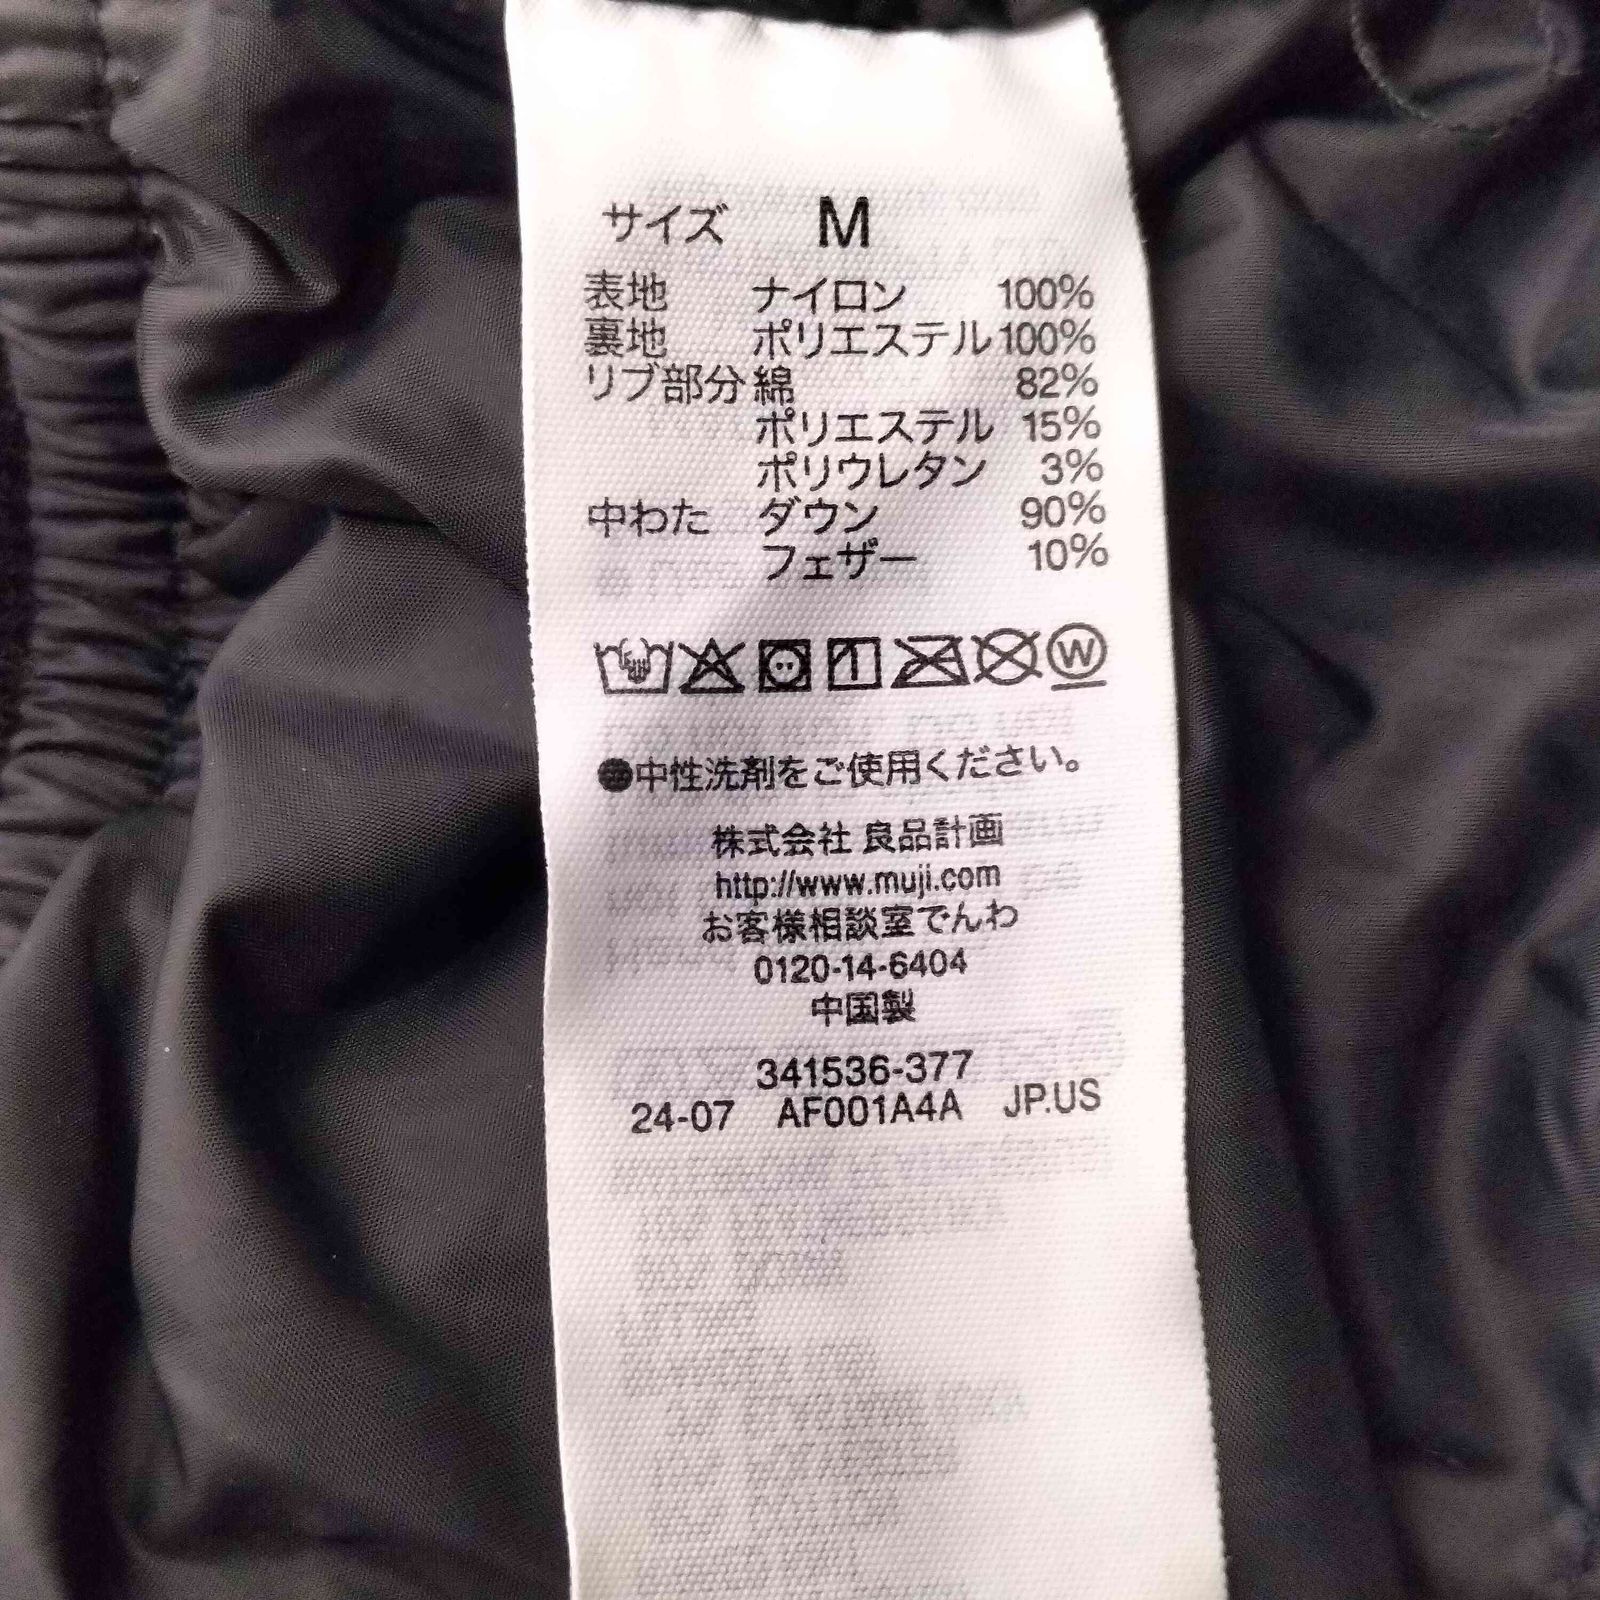 サイズ M
表地 ナイロン 100%
裏地 ポリエステル 100%
リブ部分 綿 82%
ポリエステル 15%
ポリウレタン 3%
中わた ダウン 90%
フェザー 10%
W
●中性洗剤をご使用ください。
株式会社 良品計画
http://www.muji.com
お客様相談室でんわ
0120-14-6404
中国製
341536-377
24-07 AF001A4A JP.US